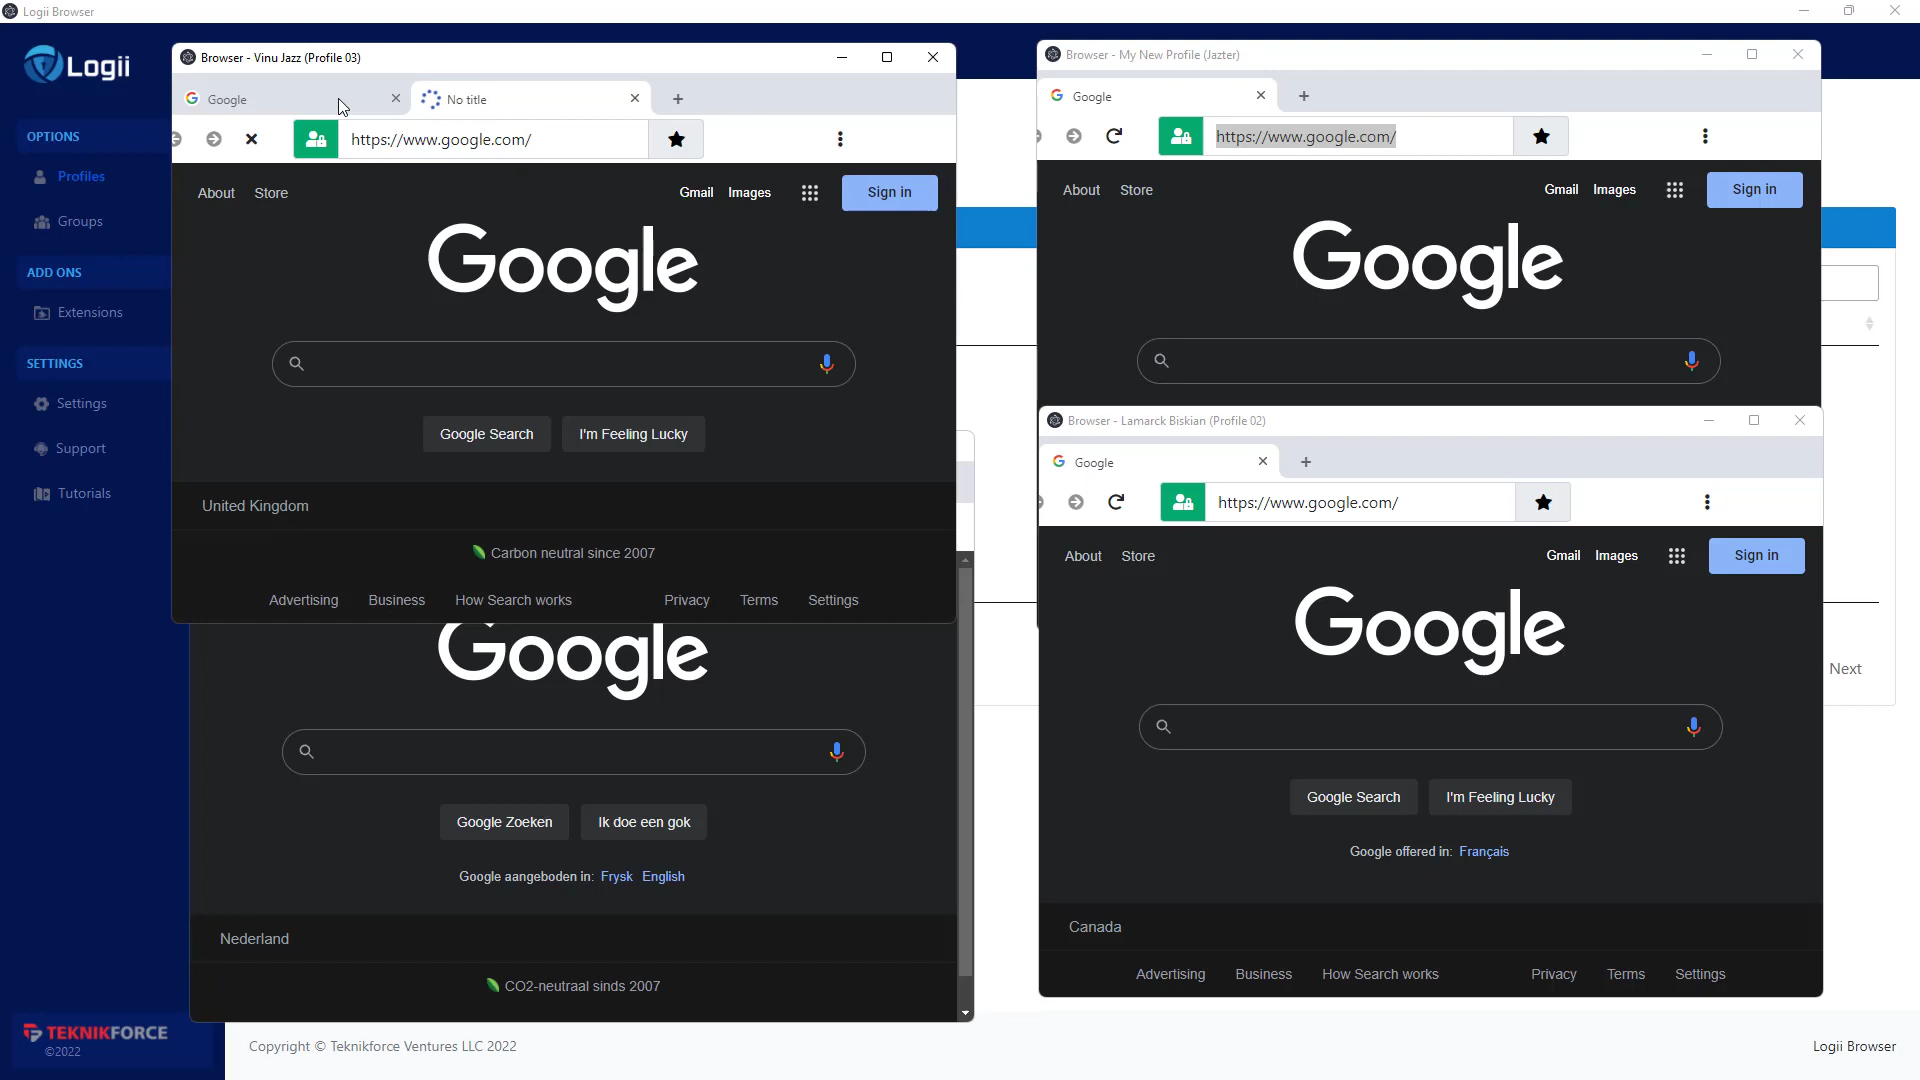 Logii Browser
Logii
OPTIONS
Profiles
Groups
ADD ONS
Extensions
SETTINGS
Settings
Support
Tutorials
TEKNIKFORCE
©2022
Browser - Vinu Jazz (Profile 03)
Google
No title
https://www.google.com/
About Store
Gmail Images
Sign in
Google
Google Search
I'm Feeling Lucky
United Kingdom
Carbon neutral since 2007
Advertising Business How Search works Privacy Terms Settings
Google
Google Zoeken
Ik doe een gok
Google aangeboden in: Frysk English
Nederland
CO2-neutraal sinds 2007
Browser - My New Profile (Jazter)
Google
https://www.google.com/
About Store
Gmail Images
Sign in
Google
Browser - Lamarck Biskian (Profile 02)
Google
https://www.google.com/
About Store
Gmail Images
Sign in
Google
Google Search
I'm Feeling Lucky
Google offered in: Français
Canada
Advertising Business How Search works Privacy Terms Settings
Next
Copyright © Teknikforce Ventures LLC 2022
Logii Browser